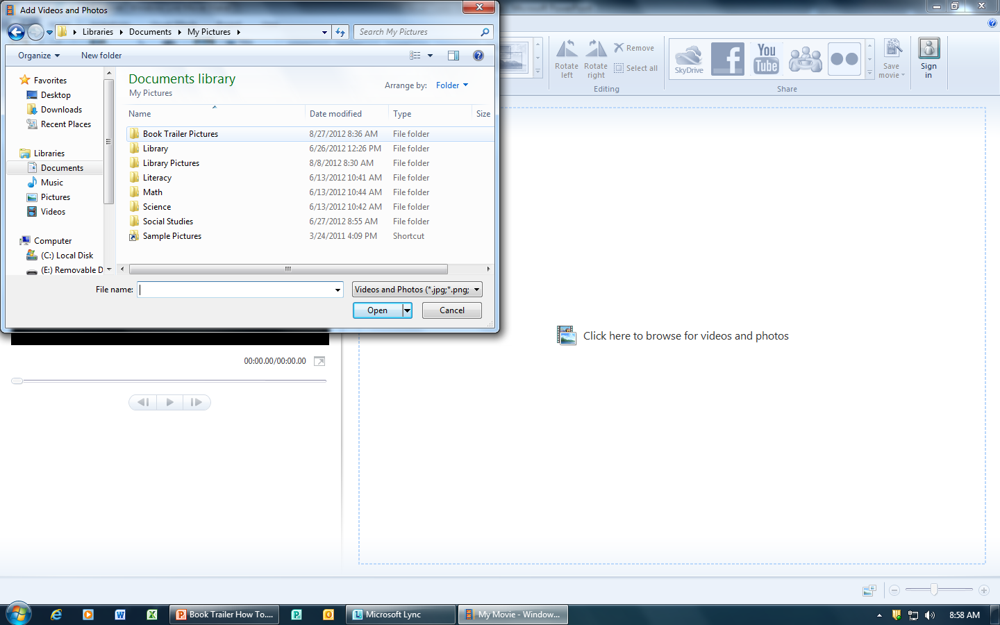 Add Videos and Photos
Libraries Documents My Pictures
Search My Pictures
Organize New folder
Favorites
Desktop
Downloads
Recent Places
Libraries
Documents
Music
Pictures
Videos
Computer
(C:) Local Disk
(E:) Removable D
Documents library
My Pictures
Arrange by: Folder
Name Date modified Type Size
Book Trailer Pictures 8/27/2012 8:36 AM File folder
Library 6/26/2012 12:26 PM File folder
Library Pictures 8/8/2012 8:30 AM File folder
Literacy 6/13/2012 10:41 AM File folder
Math 6/13/2012 10:44 AM File folder
Science 6/13/2012 10:42 AM File folder
Social Studies 6/27/2012 8:55 AM File folder
Sample Pictures 3/24/2011 4:09 PM Shortcut
File name:
Videos and Photos (*.jpg;*.png;
Open Cancel
Rotate left
Rotate right
Remove
Select all
Editing
SkyDrive
You Tube
Share
Save movie
Sign in
Click here to browse for videos and photos
00:00.00/00:00.00
Book Trailer How To....
Microsoft Lync
My Movie - Window...
8:58 AM